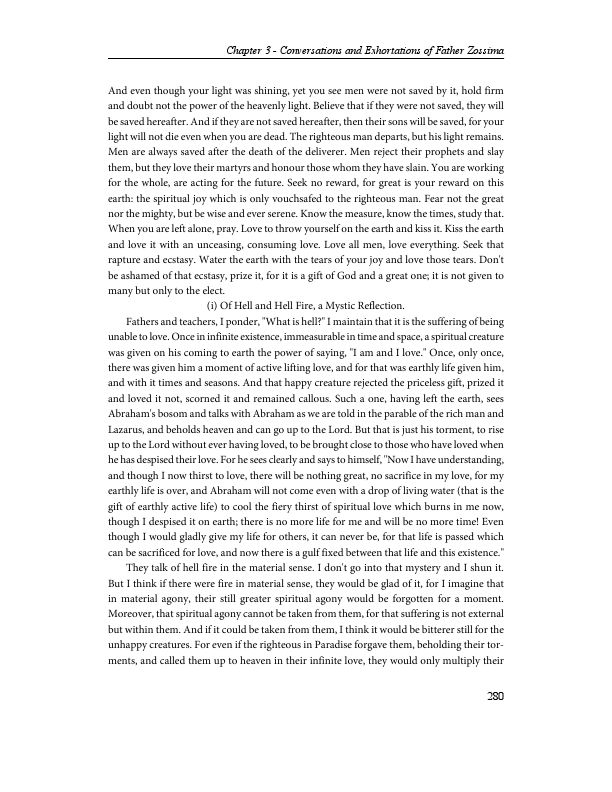 Chapter 3 - Conversations and Exhortations of Father Zossima
And even though your light was shining, yet you see men were not saved by it, hold firm
and doubt not the power of the heavenly light. Believe that if they were not saved, they will
be saved hereafter. And if they are not saved hereafter, then their sons will be saved, for your
light will not die even when you are dead. The righteous man departs, but his light remains.
Men are always saved after the death of the deliverer. Men reject their prophets and slay
them, but they love their martyrs and honour those whom they have slain. You are working
for the whole, are acting for the future. Seek no reward, for great is your reward on this
earth: the spiritual joy which is only vouchsafed to the righteous man. Fear not the great
nor the mighty, but be wise and ever serene. Know the measure, know the times, study that.
When you are left alone, pray. Love to throw yourself on the earth and kiss it. Kiss the earth
and love it with an unceasing, consuming love. Love all men, love everything. Seek that
rapture and ecstasy. Water the earth with the tears of your joy and love those tears. Don't
be ashamed of that ecstasy, prize it, for it is a gift of God and a great one; it is not given to
many but only to the elect.
(i) Of Hell and Hell Fire, a Mystic Reflection.
Fathers and teachers, I ponder, "What is hell?" I maintain that it is the suffering of being
unable to love. Once in infinite existence, immeasurable in time and space, a spiritual creature
was given on his coming to earth the power of saying, "I am and I love." Once, only once,
there was given him a moment of active lifting love, and for that was earthly life given him,
and with it times and seasons. And that happy creature rejected the priceless gift, prized it
and loved it not, scorned it and remained callous. Such a one, having left the earth, sees
Abraham's bosom and talks with Abraham as we are told in the parable of the rich man and
Lazarus, and beholds heaven and can go up to the Lord. But that is just his torment, to rise
up to the Lord without ever having loved, to be brought close to those who have loved when
he has despised their love. For he sees clearly and says to himself, "Now I have understanding,
and though I now thirst to love, there will be nothing great, no sacrifice in my love, for my
earthly life is over, and Abraham will not come even with a drop of living water (that is the
gift of earthly active life) to cool the fiery thirst of spiritual love which burns in me now,
though I despised it on earth; there is no more life for me and will be no more time! Even
though I would gladly give my life for others, it can never be, for that life is passed which
can be sacrificed for love, and now there is a gulf fixed between that life and this existence."
They talk of hell fire in the material sense. I don't go into that mystery and I shun it.
But I think if there were fire in material sense, they would be glad of it, for I imagine that
in material agony, their still greater spiritual agony would be forgotten for a moment.
Moreover, that spiritual agony cannot be taken from them, for that suffering is not external
but within them. And if it could be taken from them, I think it would be bitterer still for the
unhappy creatures. For even if the righteous in Paradise forgave them, beholding their tor-
ments, and called them up to heaven in their infinite love, they would only multiply their
280